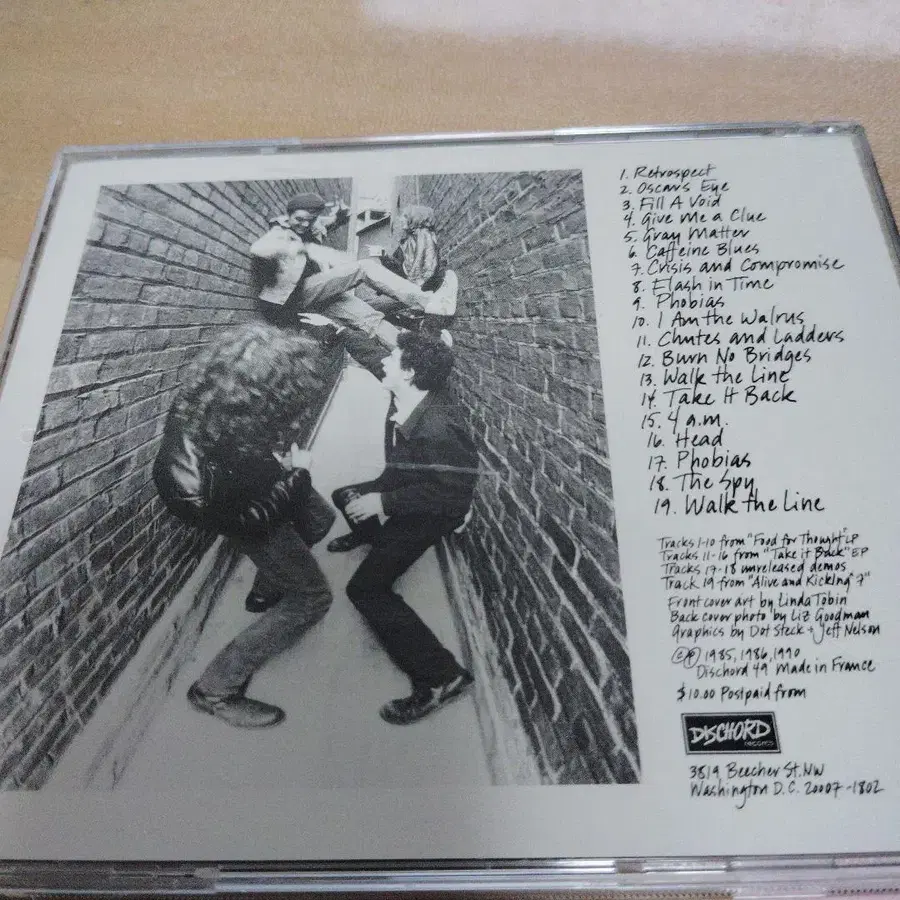 1. Retrospect
2. Oscar's Eye
3. Fill A Void
4. Give Me a Clue
5. Gray Matter
6. Caffeine Blues
7. Crisis and Compromise
8. Flash in Time
9. Phobias
10. I Am the Walrus
11. Chutes and Ladders
12. Burn No Bridges
13. Walk the Line
14. Take It Back
15. 4 a.m.
16. Head
17. Phobias
18. The Spy
19. Walk the Line
Tracks 1-10 from "Food for Thought" LP
Tracks 11-16 from "Take it Back" EP
Tracks 17-18 unreleased demos
Track 19 from "Alive and Kicking" 7"
Front cover art by Linda Tobin
Back cover photo by Liz Goodman
Graphics by Dot Steck + Jeff Nelson
© ℗ 1985, 1986, 1990
Dischord 49 Made in France
$10.00 Postpaid from
DISCHORD
records
3819 Beecher St. NW
Washington D.C. 20007-1802